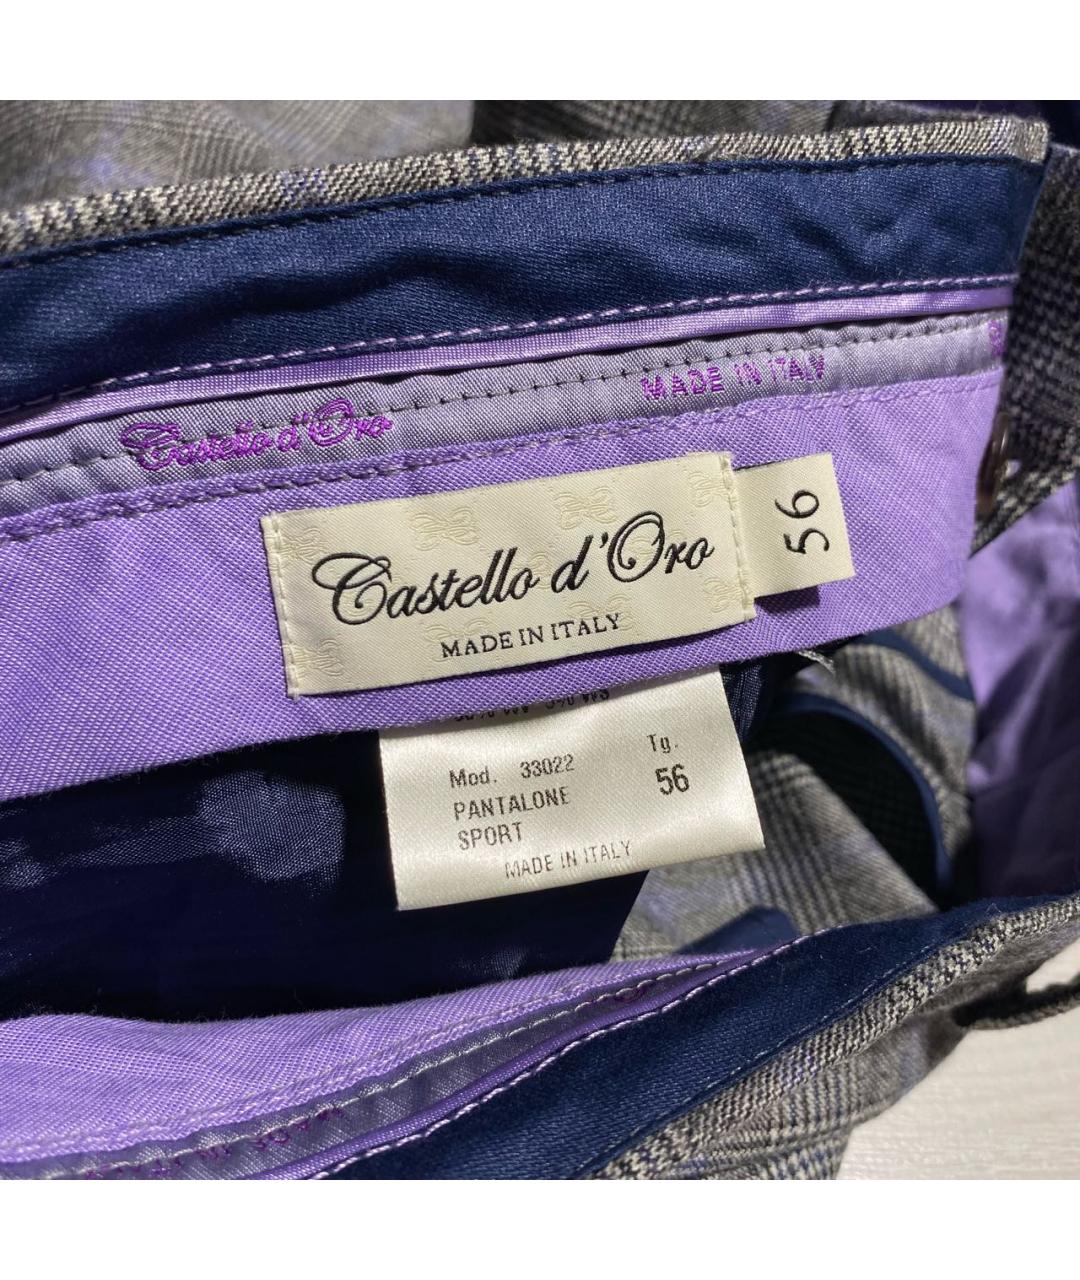 Castello d'Oro
MADE IN ITALY
Castello d'Oro
MADE IN ITALY
56
Mod. 33022
PANTALONE
SPORT
MADE IN ITALY
Tg.
56